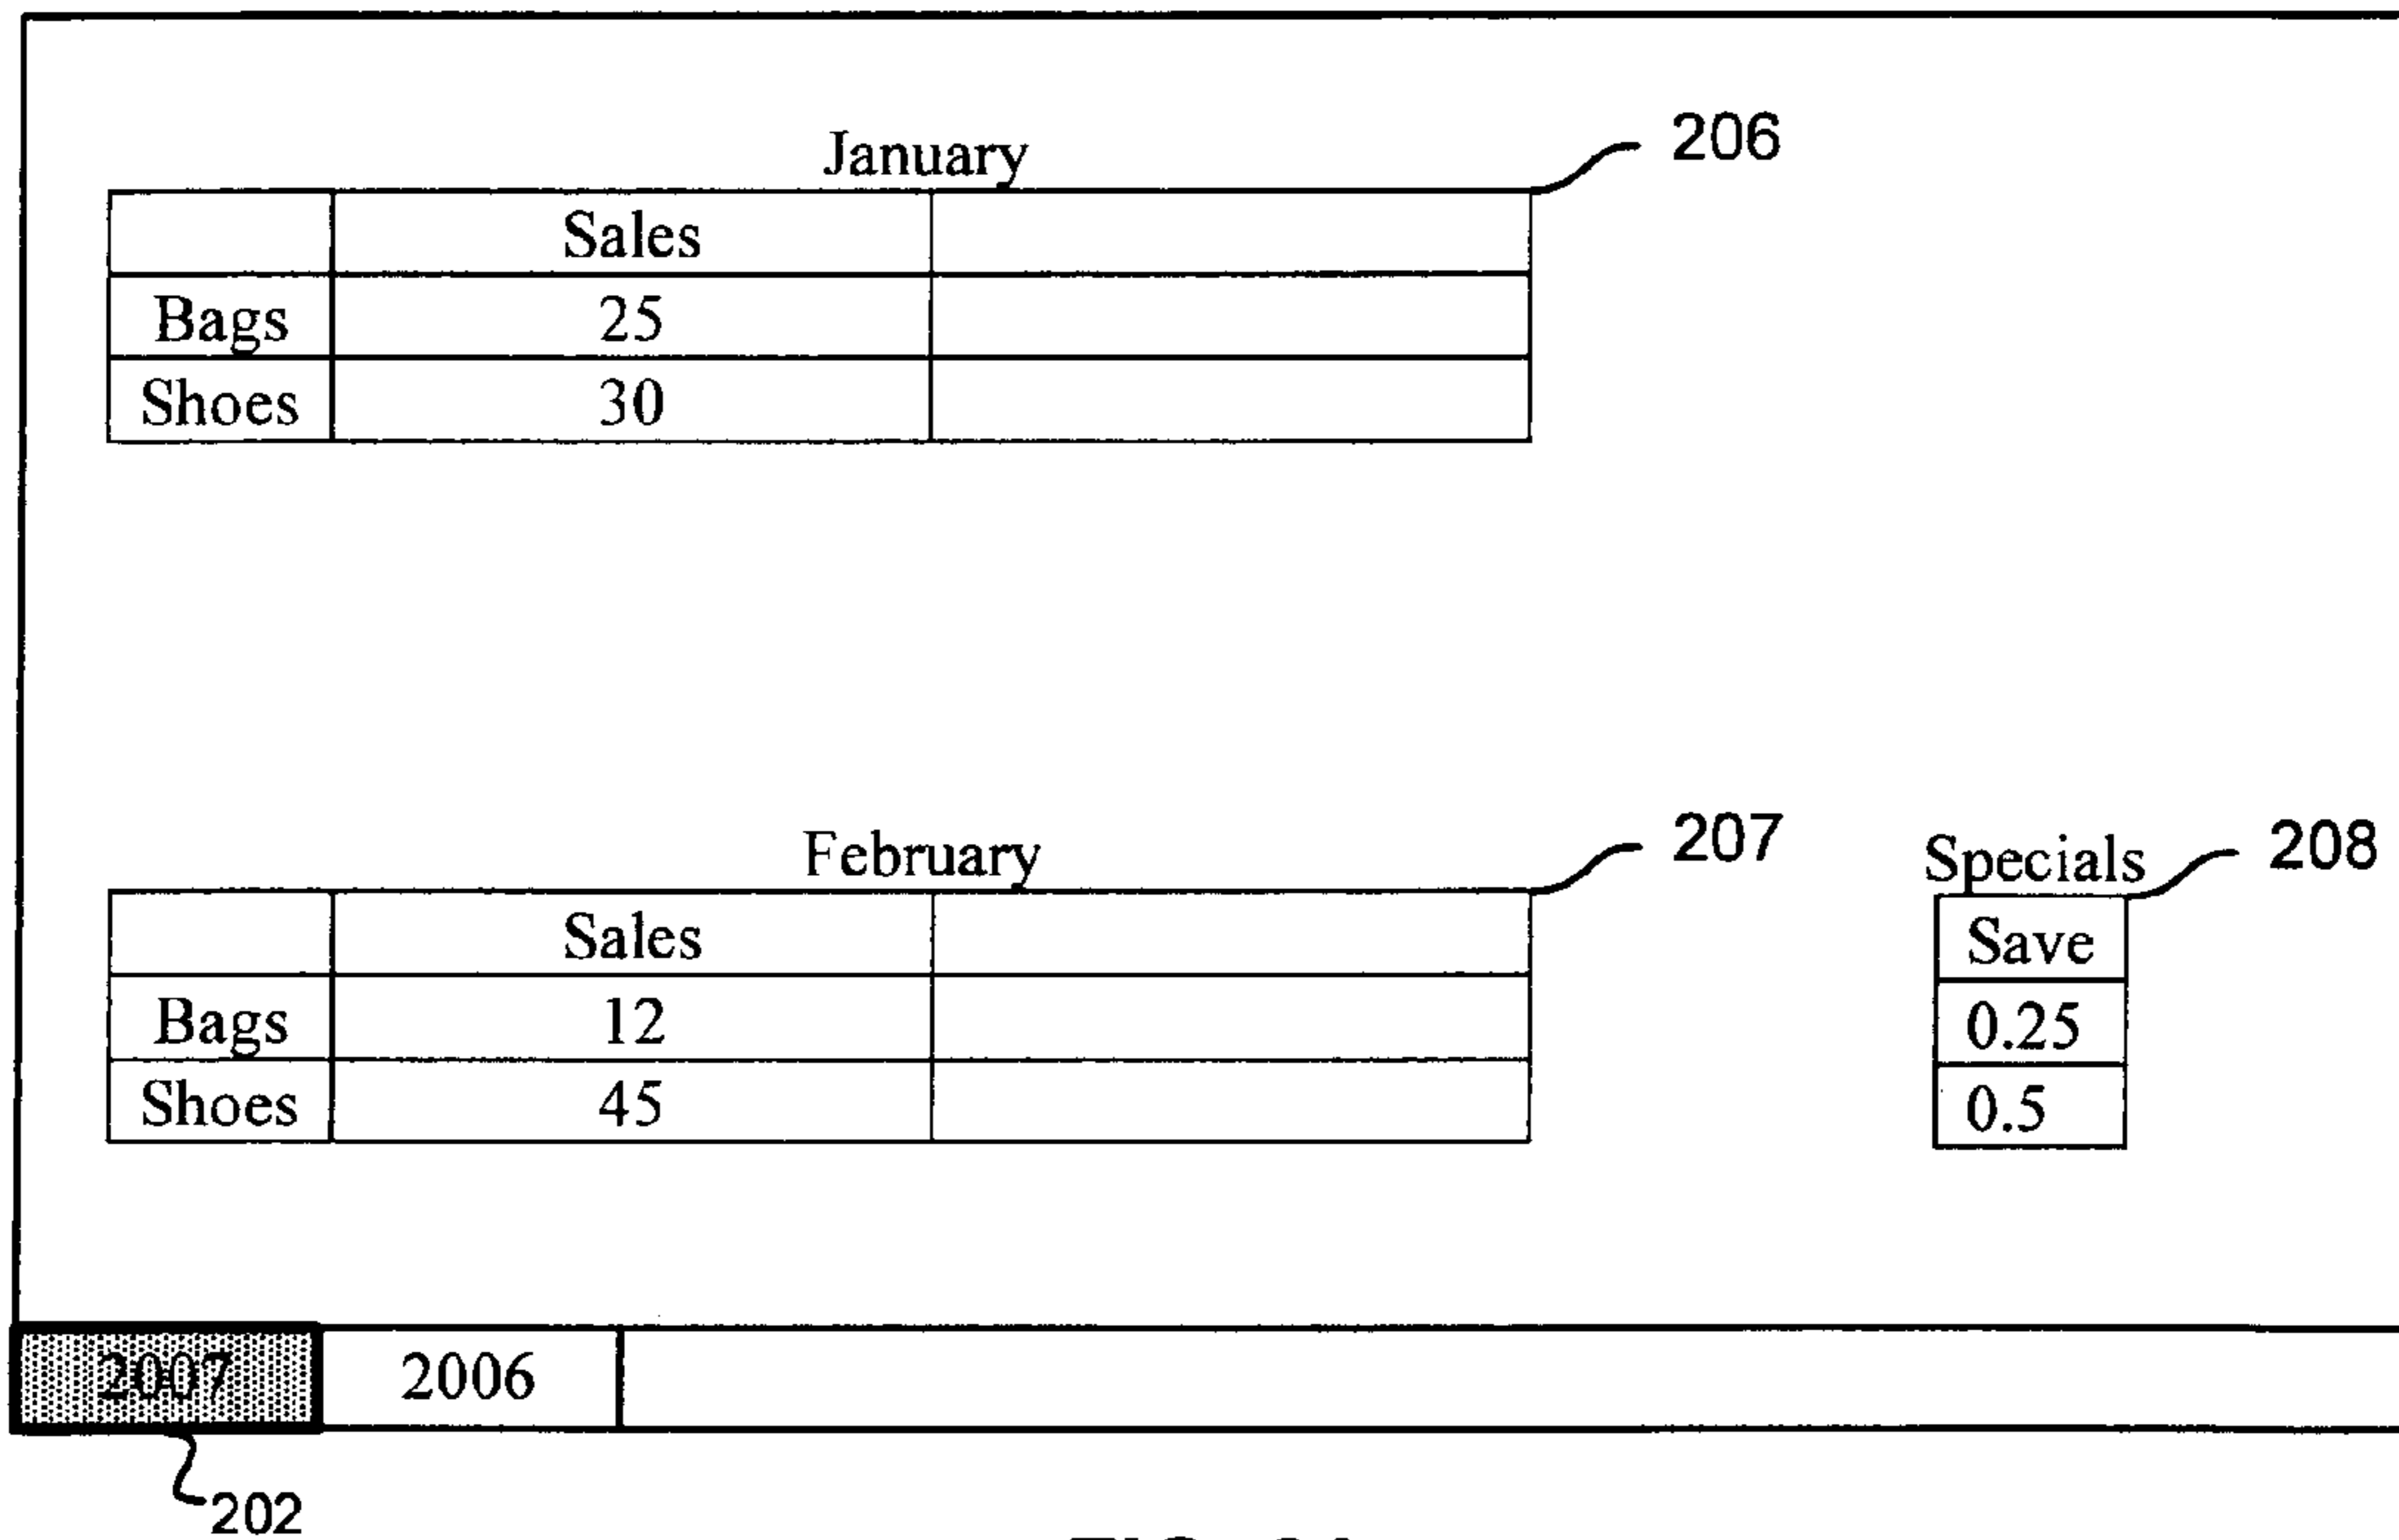 January 206
Sales
Bags 25
Shoes 30
February 207
Sales
Bags 12
Shoes 45
Specials 208
Save
0.25
0.5
2007 2006
202